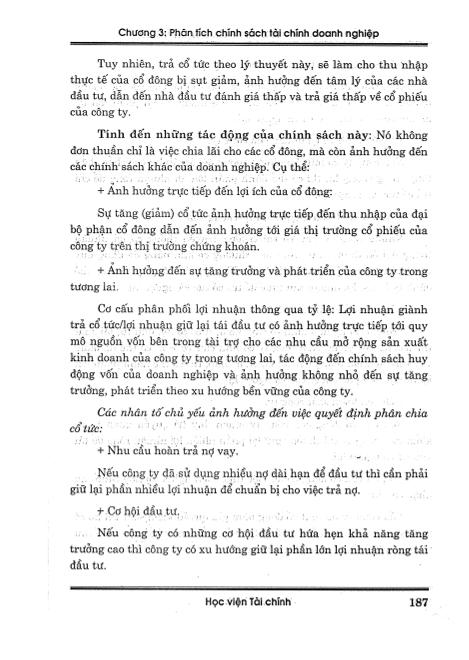 Chương 3: Phân tích chính sách tài chính doanh nghiệp
Tuy nhiên, trả cổ tức theo lý thuyết này, sẽ làm cho thu nhập
thực tế của cổ đông bị sụt giảm, ảnh hưởng đến tâm lý của các nhà
đầu tư, dẫn đến nhà đầu tư đánh giá thấp và trả giá thấp về cổ phiếu
của công ty.
Tính đến những tác động của chính sách này: Nó không
đơn thuần chỉ là việc chia lãi cho các cổ đông, mà còn ảnh hưởng đến
các chính sách khác của doanh nghiệp. Cụ thể:
+ Ảnh hưởng trực tiếp đến lợi ích của cổ đông:
Sự tăng (giảm) cổ tức ảnh hưởng trực tiếp đến thu nhập của đại
bộ phận cổ đông dẫn đến ảnh hưởng tới giá thị trường cổ phiếu của
công ty trên thị trường chứng khoán.
+ Ảnh hưởng đến sự tăng trưởng và phát triển của công ty trong
tương lai.
Cơ cấu phân phối lợi nhuận thông qua tỷ lệ: Lợi nhuận giành
trả cổ tức/lợi nhuận giữ lại tái đầu tư có ảnh hưởng trực tiếp tới quy
mô nguồn vốn bên trong tài trợ cho các nhu cầu mở rộng sản xuất
kinh doanh của công ty trong tương lai, tác động đến chính sách huy
động vốn của doanh nghiệp và ảnh hưởng không nhỏ đến sự tăng
trưởng, phát triển theo xu hướng bền vững của công ty.
Các nhân tố chủ yếu ảnh hưởng đến việc quyết định phân chia
cổ tức:
+ Nhu cầu hoàn trả nợ vay.
Nếu công ty đã sử dụng nhiều nợ dài hạn để đầu tư thì cần phải
giữ lại phần nhiều lợi nhuận để chuẩn bị cho việc trả nợ.
+ Cơ hội đầu tư.
Nếu công ty có những cơ hội đầu tư hứa hẹn khả năng tăng
trưởng cao thì công ty có xu hướng giữ lại phần lớn lợi nhuận ròng tái
đầu tư.
Học viện Tài chính 187